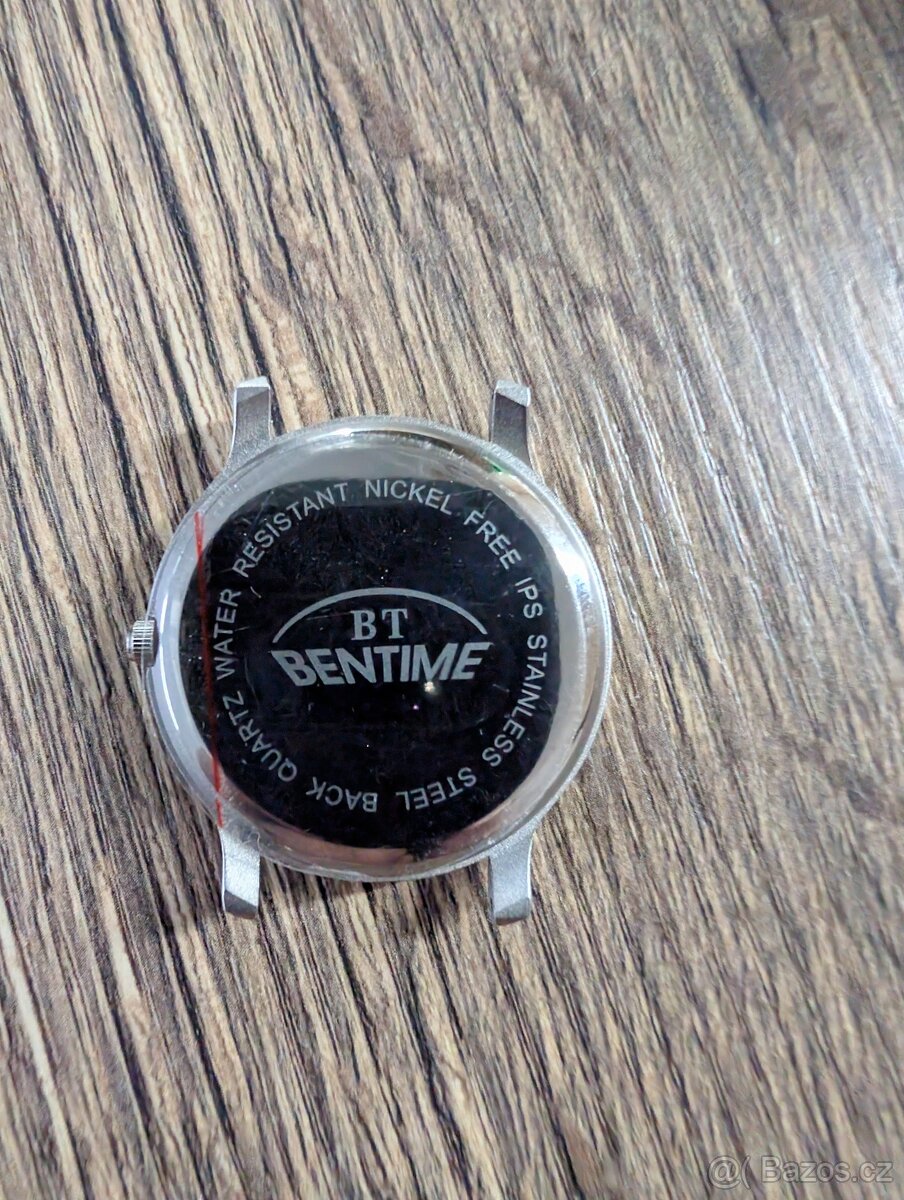 BT
BENTIME
WATER RESISTANT NICKEL FREE IPS STAINLESS STEEL BACK QUARTZ
@( Bazos.cz